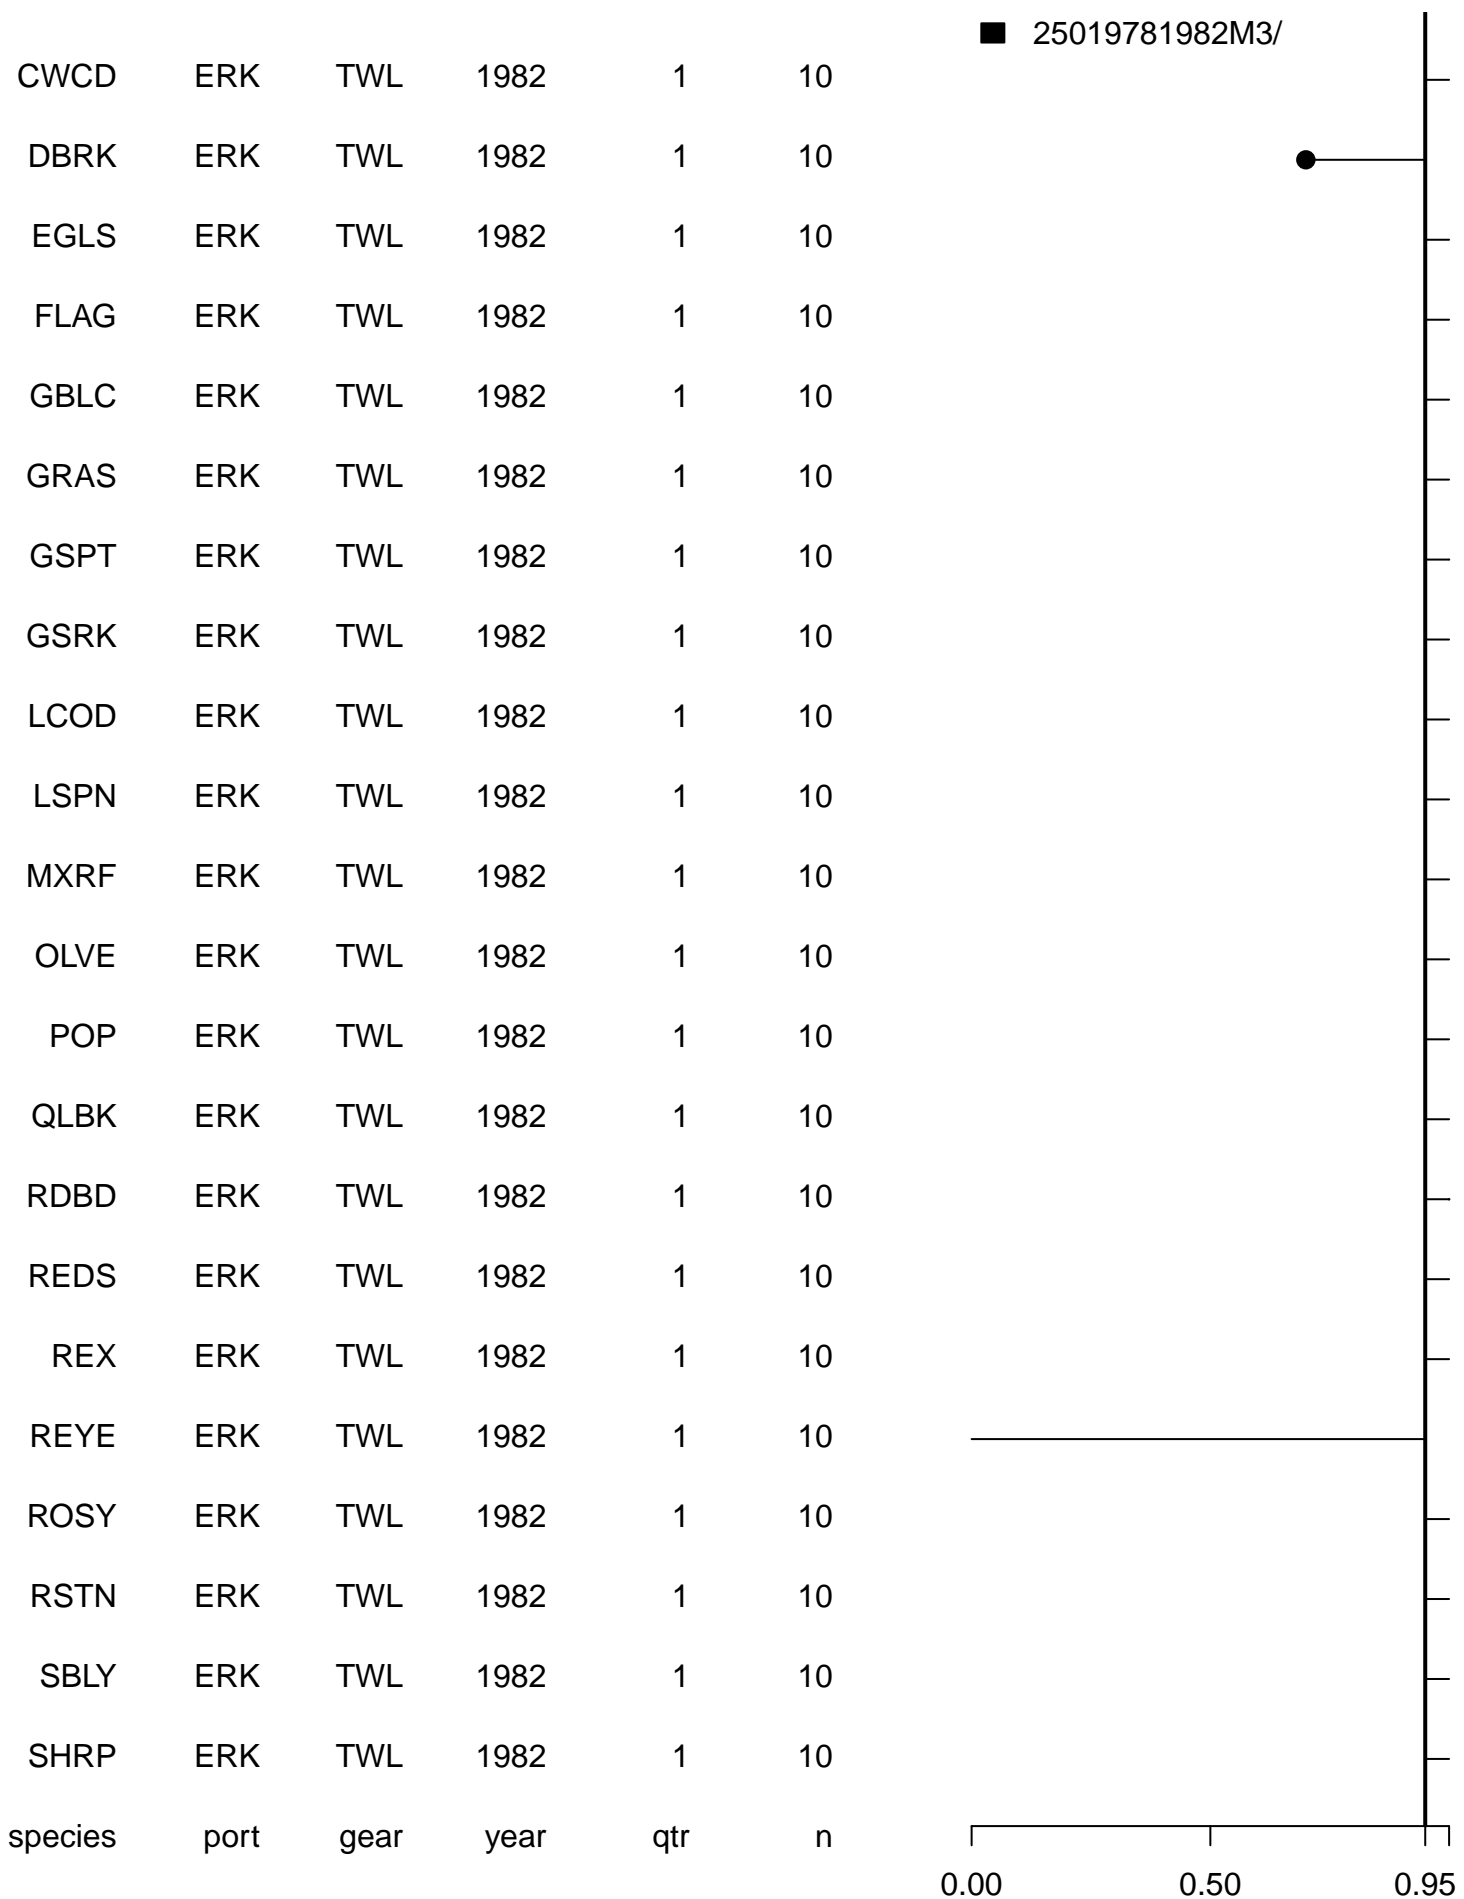 25019781982M3/
CWCD ERK TWL 1982 1 10
DBRK ERK TWL 1982 1 10
EGLS ERK TWL 1982 1 10
FLAG ERK TWL 1982 1 10
GBLC ERK TWL 1982 1 10
GRAS ERK TWL 1982 1 10
GSPT ERK TWL 1982 1 10
GSRK ERK TWL 1982 1 10
LCOD ERK TWL 1982 1 10
LSPN ERK TWL 1982 1 10
MXRF ERK TWL 1982 1 10
OLVE ERK TWL 1982 1 10
POP ERK TWL 1982 1 10
QLBK ERK TWL 1982 1 10
RDBD ERK TWL 1982 1 10
REDS ERK TWL 1982 1 10
REX ERK TWL 1982 1 10
REYE ERK TWL 1982 1 10
ROSY ERK TWL 1982 1 10
RSTN ERK TWL 1982 1 10
SBLY ERK TWL 1982 1 10
SHRP ERK TWL 1982 1 10
species port gear year qtr n
0.00 0.50 0.95